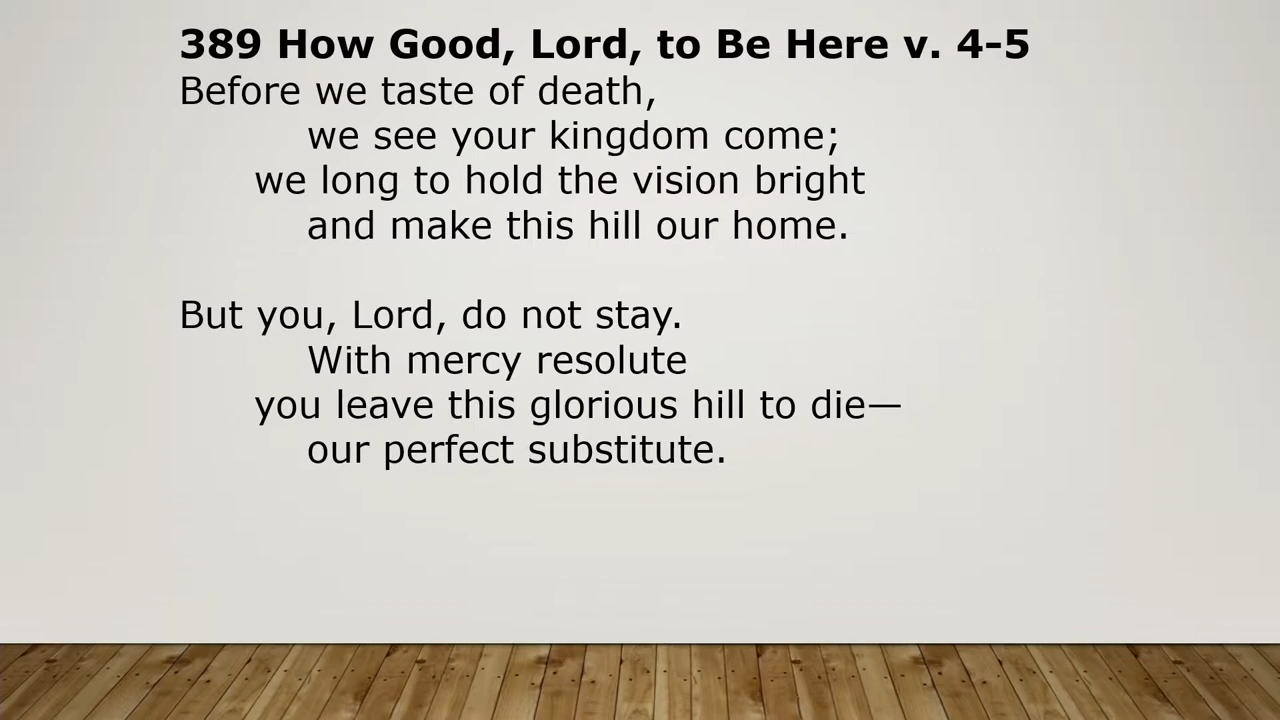 389 How Good, Lord, to Be Here v. 4-5
Before we taste of death,
we see your kingdom come;
we long to hold the vision bright
and make this hill our home.
But you, Lord, do not stay.
With mercy resolute
you leave this glorious hill to die—
our perfect substitute.